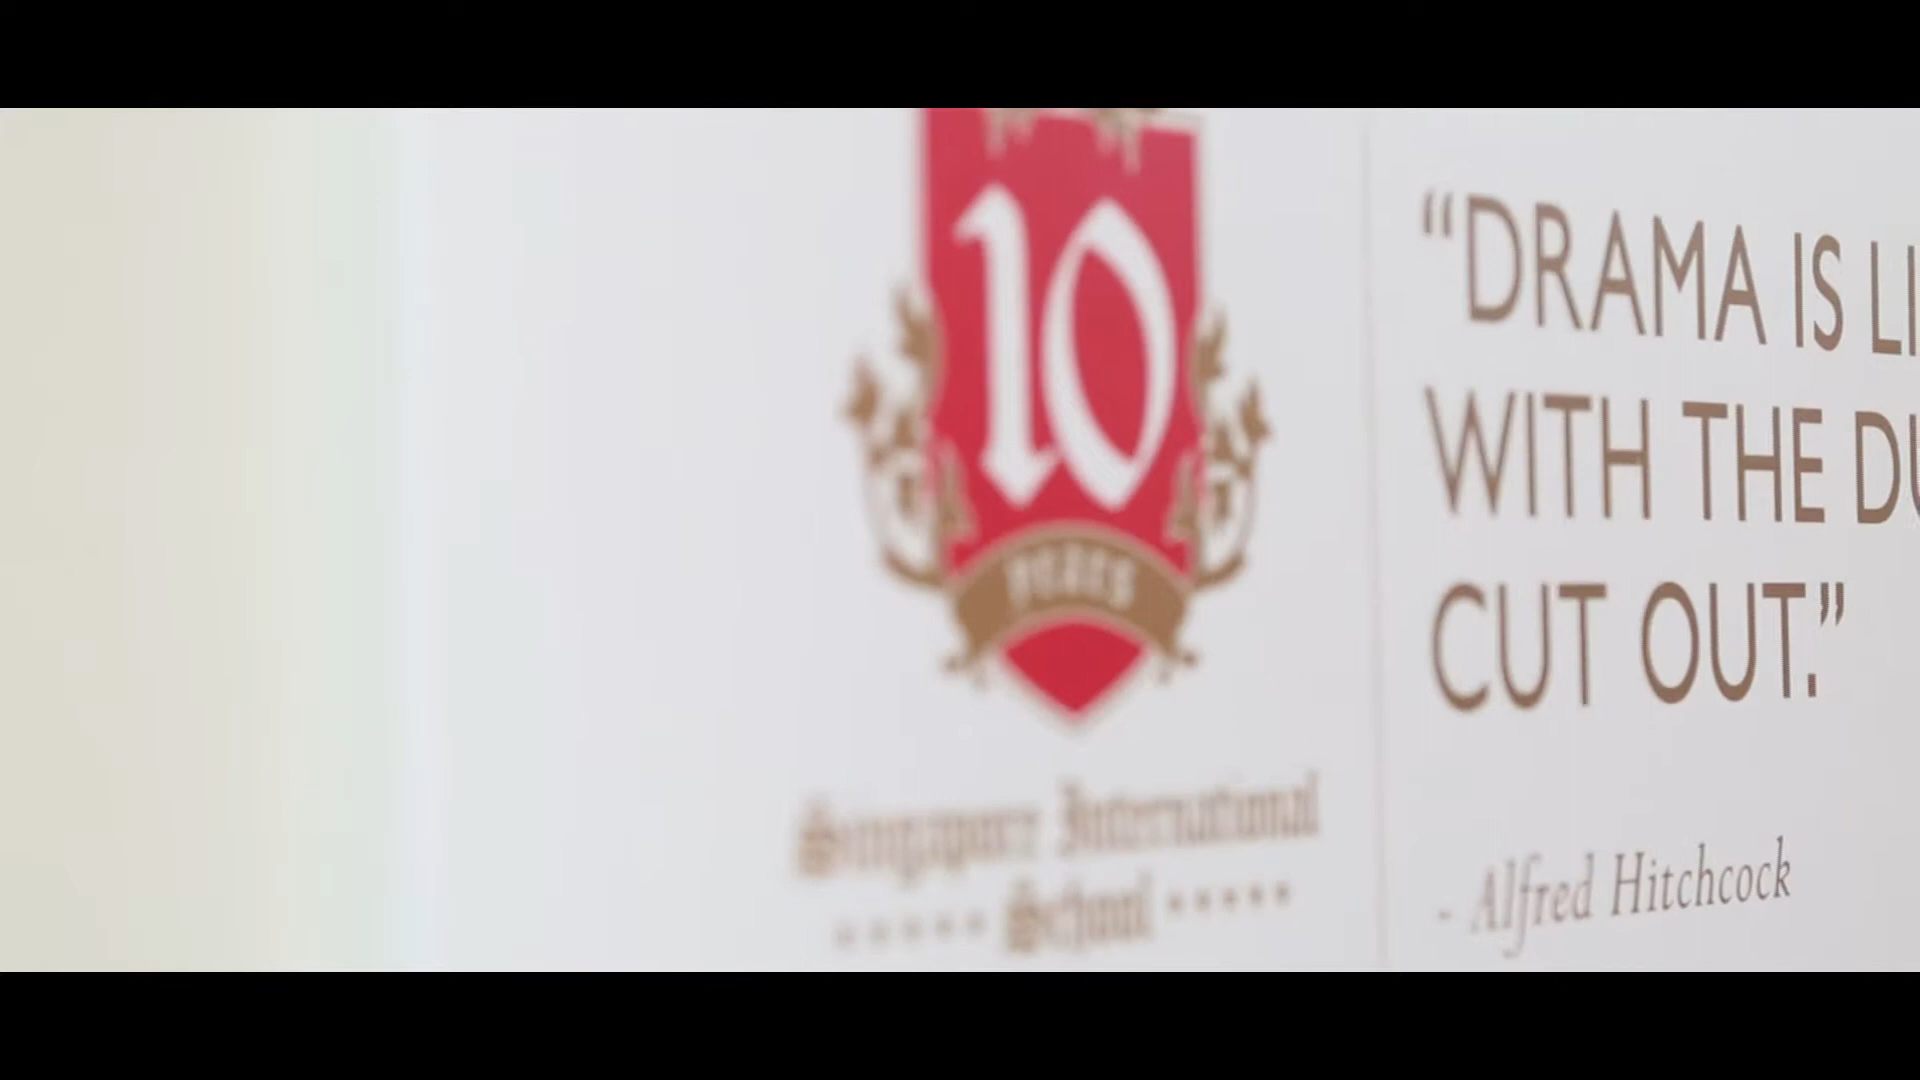 10
YEARS
Singapore International
School
“DRAMA IS LI
WITH THE DU
CUT OUT.”
- Alfred Hitchcock